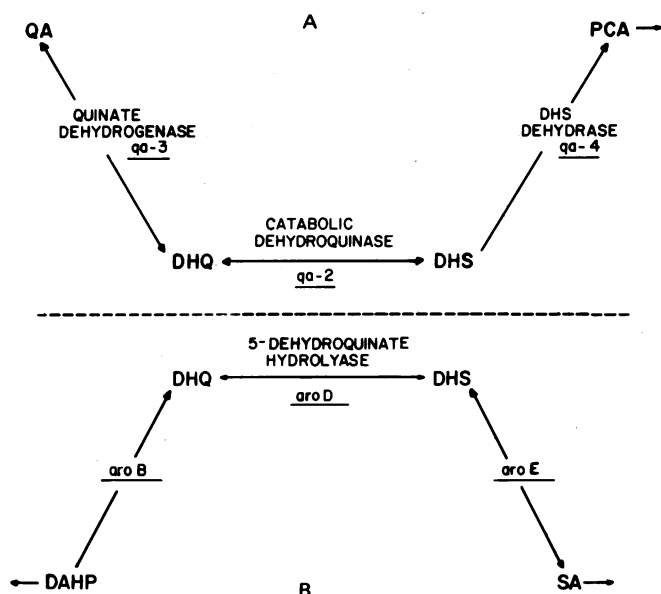 A
QA
PCA
QUINATE
DEHYDROGENASE
qa-3
DHS
DEHYDRASE
qa-4
CATABOLIC
DEHYDROQUINASE
DHQ
DHS
qa-2
5-DEHYDROQUINATE
HYDROLYASE
DHQ
DHS
aro D
aro B
aro E
DAHP
SA
B